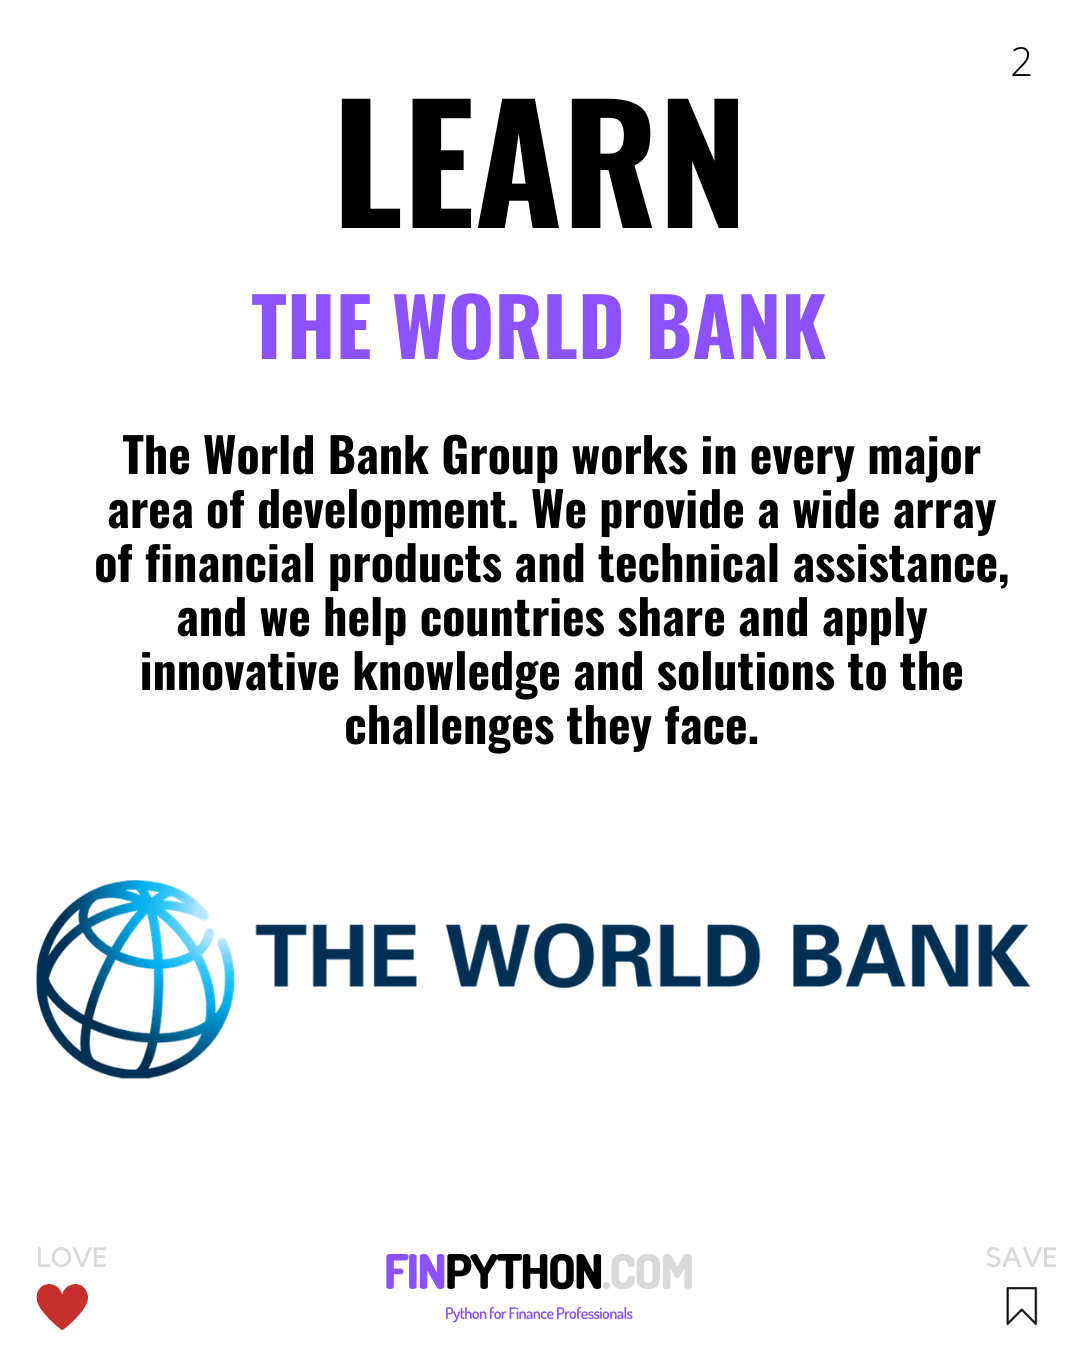 2
LEARN
THE WORLD BANK
The World Bank Group works in every major
area of development. We provide a wide array
of financial products and technical assistance,
and we help countries share and apply
innovative knowledge and solutions to the
challenges they face.
THE WORLD BANK
LOVE
FINPYTHON.COM
Python for Finance Professionals
SAVE